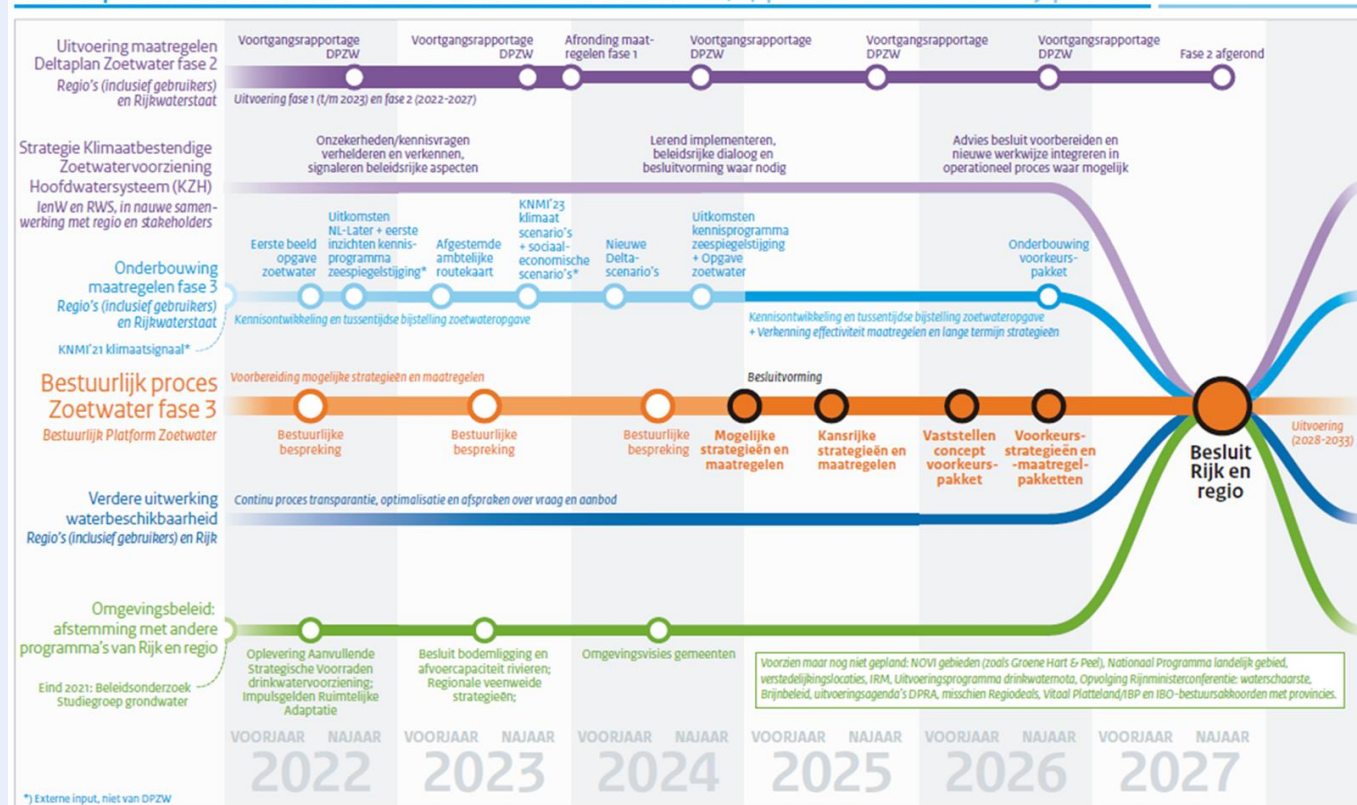 Uitvoering maatregelen
Deltaplan Zoetwater fase 2
Regio's (inclusief gebruikers)
en Rijkwaterstaat
Voortgangsrapportage
DPZW
Voortgangsrapportage
DPZW
Afronding maat-
regelen fase 1
Voortgangsrapportage
DPZW
Voortgangsrapportage
DPZW
Voortgangsrapportage
DPZW
Fase 2 afgerond
Uitvoering fase 1 (t/m 2023) en fase 2 (2022-2027)
Strategie Klimaatbestendige
Zoetwatervoorziening
Hoofdwatersysteem (KZH)
IenW en RWS, in nauwe samen-
werking met regio en stakeholders
Onzekerheden/kennisvragen
verhelderen en verkennen,
signaleren beleidsrijke aspecten
Lerend implementeren,
beleidsrijke dialoog en
besluitvorming waar nodig
Advies besluit voorbereiden en
nieuwe werkwijze integreren in
operationeel proces waar mogelijk
Onderbouwing
maatregelen fase 3
Regio's (inclusief gebruikers)
en Rijkwaterstaat
KNMI'21 klimaatsignaal*
Eerste beeld
opgave
zoetwater
Uitkomsten
NL-Later + eerste
inzichten kennis-
programma
zeespiegelstijging*
Afgestemde
ambtelijke
routekaart
KNMI'23
klimaat
scenario's
+ sociaal-
economische
scenario's*
Nieuwe
Delta-
scenario's
Uitkomsten
kennisprogramma
zeespiegelstijging
+ Opgave
zoetwater
Onderbouwing
voorkeurs-
pakket
Kennisontwikkeling en tussentijdse bijstelling zoetwateropgave
Kennisontwikkeling en tussentijdse bijstelling zoetwateropgave
+ Verkenning effectiviteit maatregelen en lange termijn strategieën
Bestuurlijk proces
Zoetwater fase 3
Bestuurlijk Platform Zoetwater
Voorbereiding mogelijke strategieën en maatregelen
Besluitvorming
Bestuurlijke
bespreking
Bestuurlijke
bespreking
Bestuurlijke
bespreking
Mogelijke
strategieën en
maatregelen
Kansrijke
strategieën en
maatregelen
Vaststellen
concept
voorkeurs-
pakket
Voorkeurs-
strategieën en
-maatregel-
pakketten
Besluit
Rijk en
regio
Uitvoering
(2028-2033)
Verdere uitwerking
waterbeschikbaarheid
Regio's (inclusief gebruikers) en Rijk
Continu proces transparantie, optimalisatie en afspraken over vraag en aanbod
Omgevingsbeleid:
afstemming met andere
programma's van Rijk en regio
Eind 2021: Beleidsonderzoek
Studiegroep grondwater
Oplevering Aanvullende
Strategische Voorraden
drinkwatervoorziening;
Impulsgelden Ruimtelijke
Adaptatie
Besluit bodemligging en
afvoercapaciteit rivieren;
Regionale veenweide
strategieën;
Omgevingsvisies gemeenten
Voorzien maar nog niet gepland: NOVI gebieden (zoals Groene Hart & Peel), Nationaal Programma landelijk gebied,
verstedelijkingslocaties, IRM, Uitvoeringsprogramma drinkwaternota, Opvolging Rijnministerconferentie: waterschaarste,
Brijnbeleid, uitvoeringsagenda's DPRA, misschien Regiodeals, Vitaal Platteland/IBP en IBO-bestuursakkoorden met provincies.
VOORJAAR NAJAAR VOORJAAR NAJAAR VOORJAAR NAJAAR VOORJAAR NAJAAR VOORJAAR NAJAAR VOORJAAR NAJAAR
2022 2023 2024 2025 2026 2027
*) Externe input, niet van DPZW